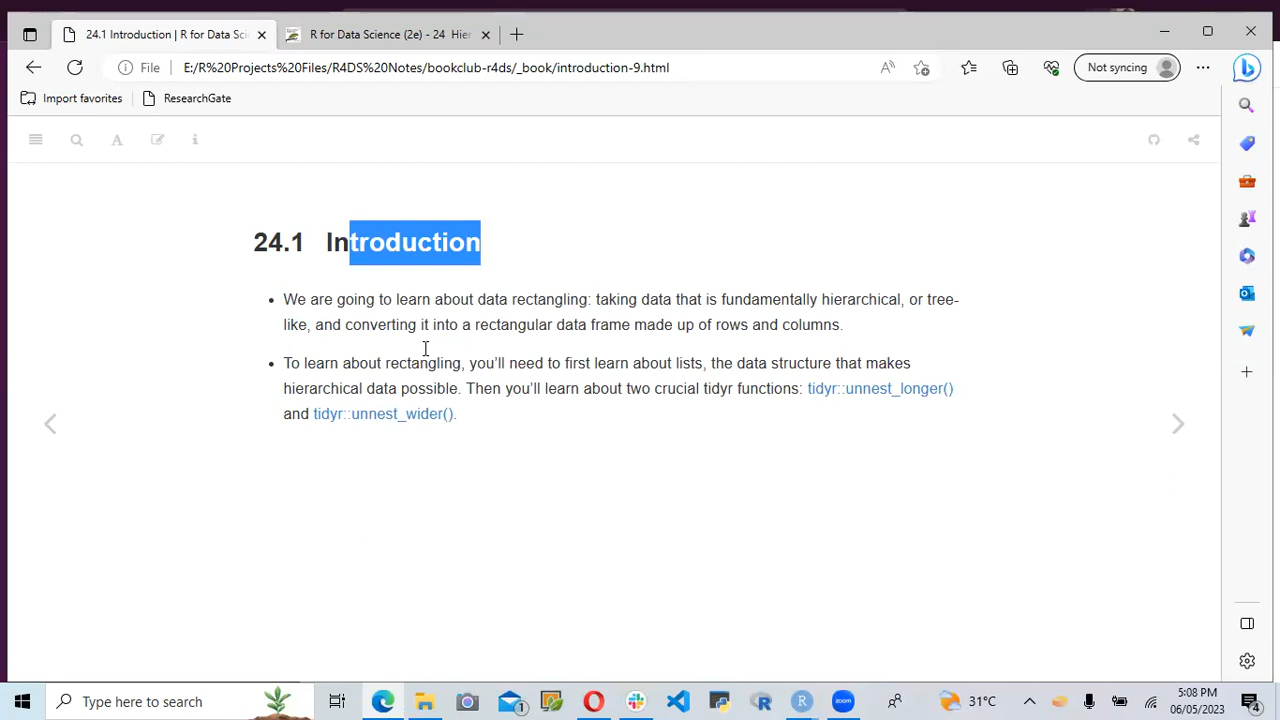 24.1 Introduction | R for Data Sci
R for Data Science (2e) - 24 Hier
File
E:/R%20Projects%20Files/R4DS%20Notes/bookclub-r4ds/_book/introduction-9.html
Not syncing
Import favorites
ResearchGate
24.1 Introduction
• We are going to learn about data rectangling: taking data that is fundamentally hierarchical, or tree-
like, and converting it into a rectangular data frame made up of rows and columns.
• To learn about rectangling, you'll need to first learn about lists, the data structure that makes
hierarchical data possible. Then you'll learn about two crucial tidyr functions: tidyr::unnest_longer()
and tidyr::unnest_wider().
Type here to search
1
zoom
31°C
5:08 PM
06/05/2023
4